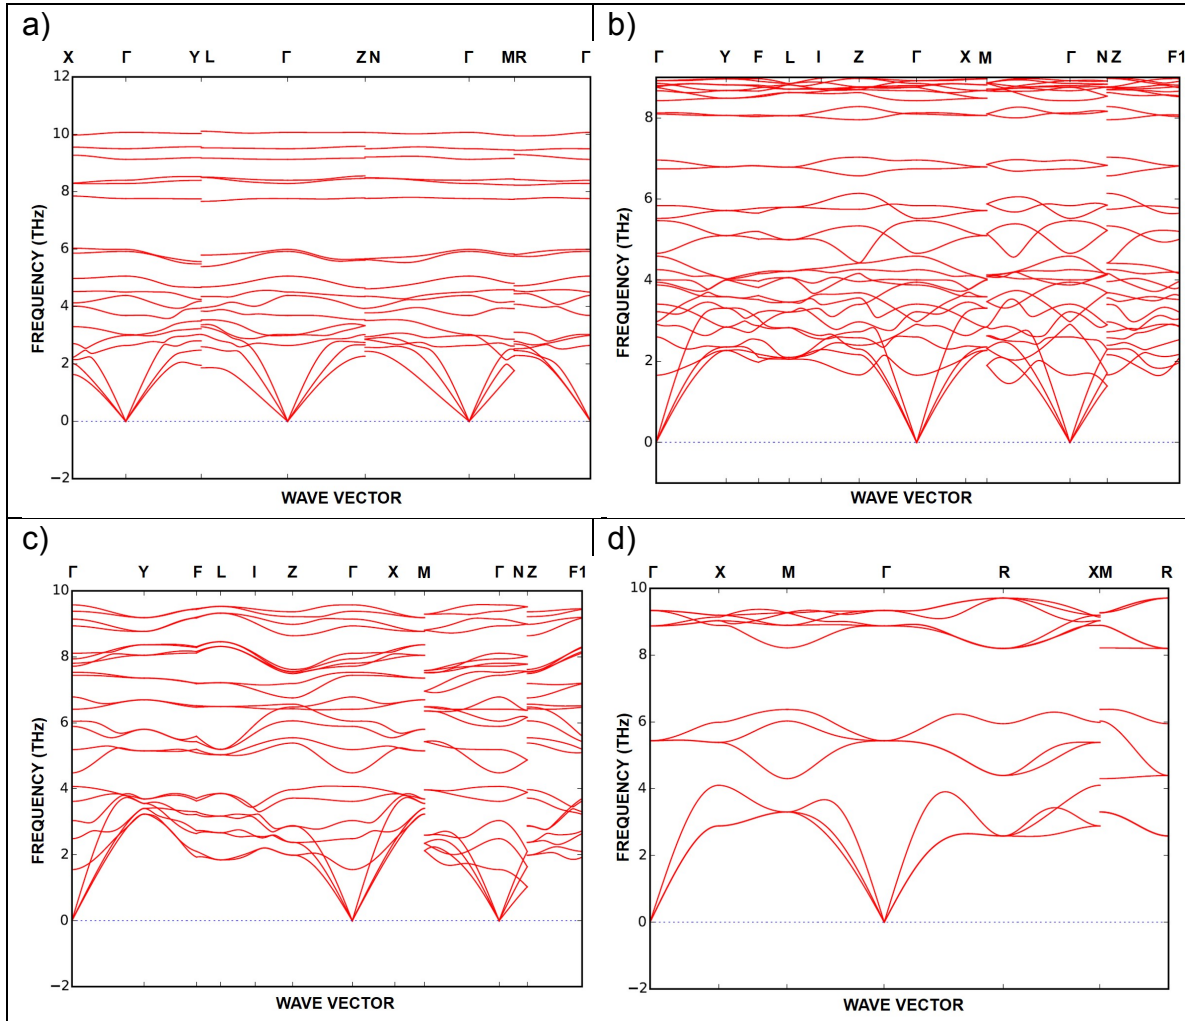 a)
X Γ Y L Γ Z N Γ M R Γ
12
10
8
6
4
2
0
−2
FREQUENCY (THz)
WAVE VECTOR
b)
Γ Y F L I Z Γ X M Γ N Z F1
8
6
4
2
0
FREQUENCY (THz)
WAVE VECTOR
c)
Γ Y F L I Z Γ X M Γ N Z F1
10
8
6
4
2
0
−2
FREQUENCY (THz)
WAVE VECTOR
d)
Γ X M Γ R XM R
10
8
6
4
2
0
−2
FREQUENCY (THz)
WAVE VECTOR